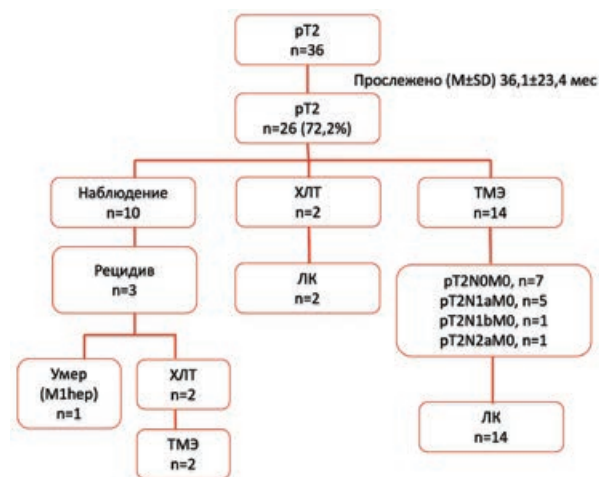 pT2
n=36
Прослежено (M±SD) 36,1±23,4 мес
pT2
n=26 (72,2%)
Наблюдение
n=10
ХЛТ
n=2
ТМЭ
n=14
Рецидив
n=3
ЛК
n=2
pT2N0M0, n=7
pT2N1aM0, n=5
pT2N1bM0, n=1
pT2N2aM0, n=1
Умер
(M1hep)
n=1
ХЛТ
n=2
ТМЭ
n=2
ЛК
n=14